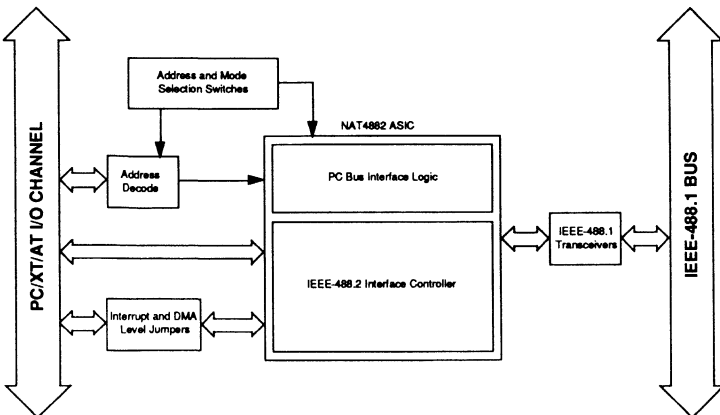 Address and Mode
Selection Switches
NAT4882 ASIC
PC Bus Interface Logic
Address
Decode
PC/XT/AT I/O CHANNEL
IEEE-488.1
Transceivers
IEEE-488.1 BUS
IEEE-488.2 Interface Controller
Interrupt and DMA
Level Jumpers